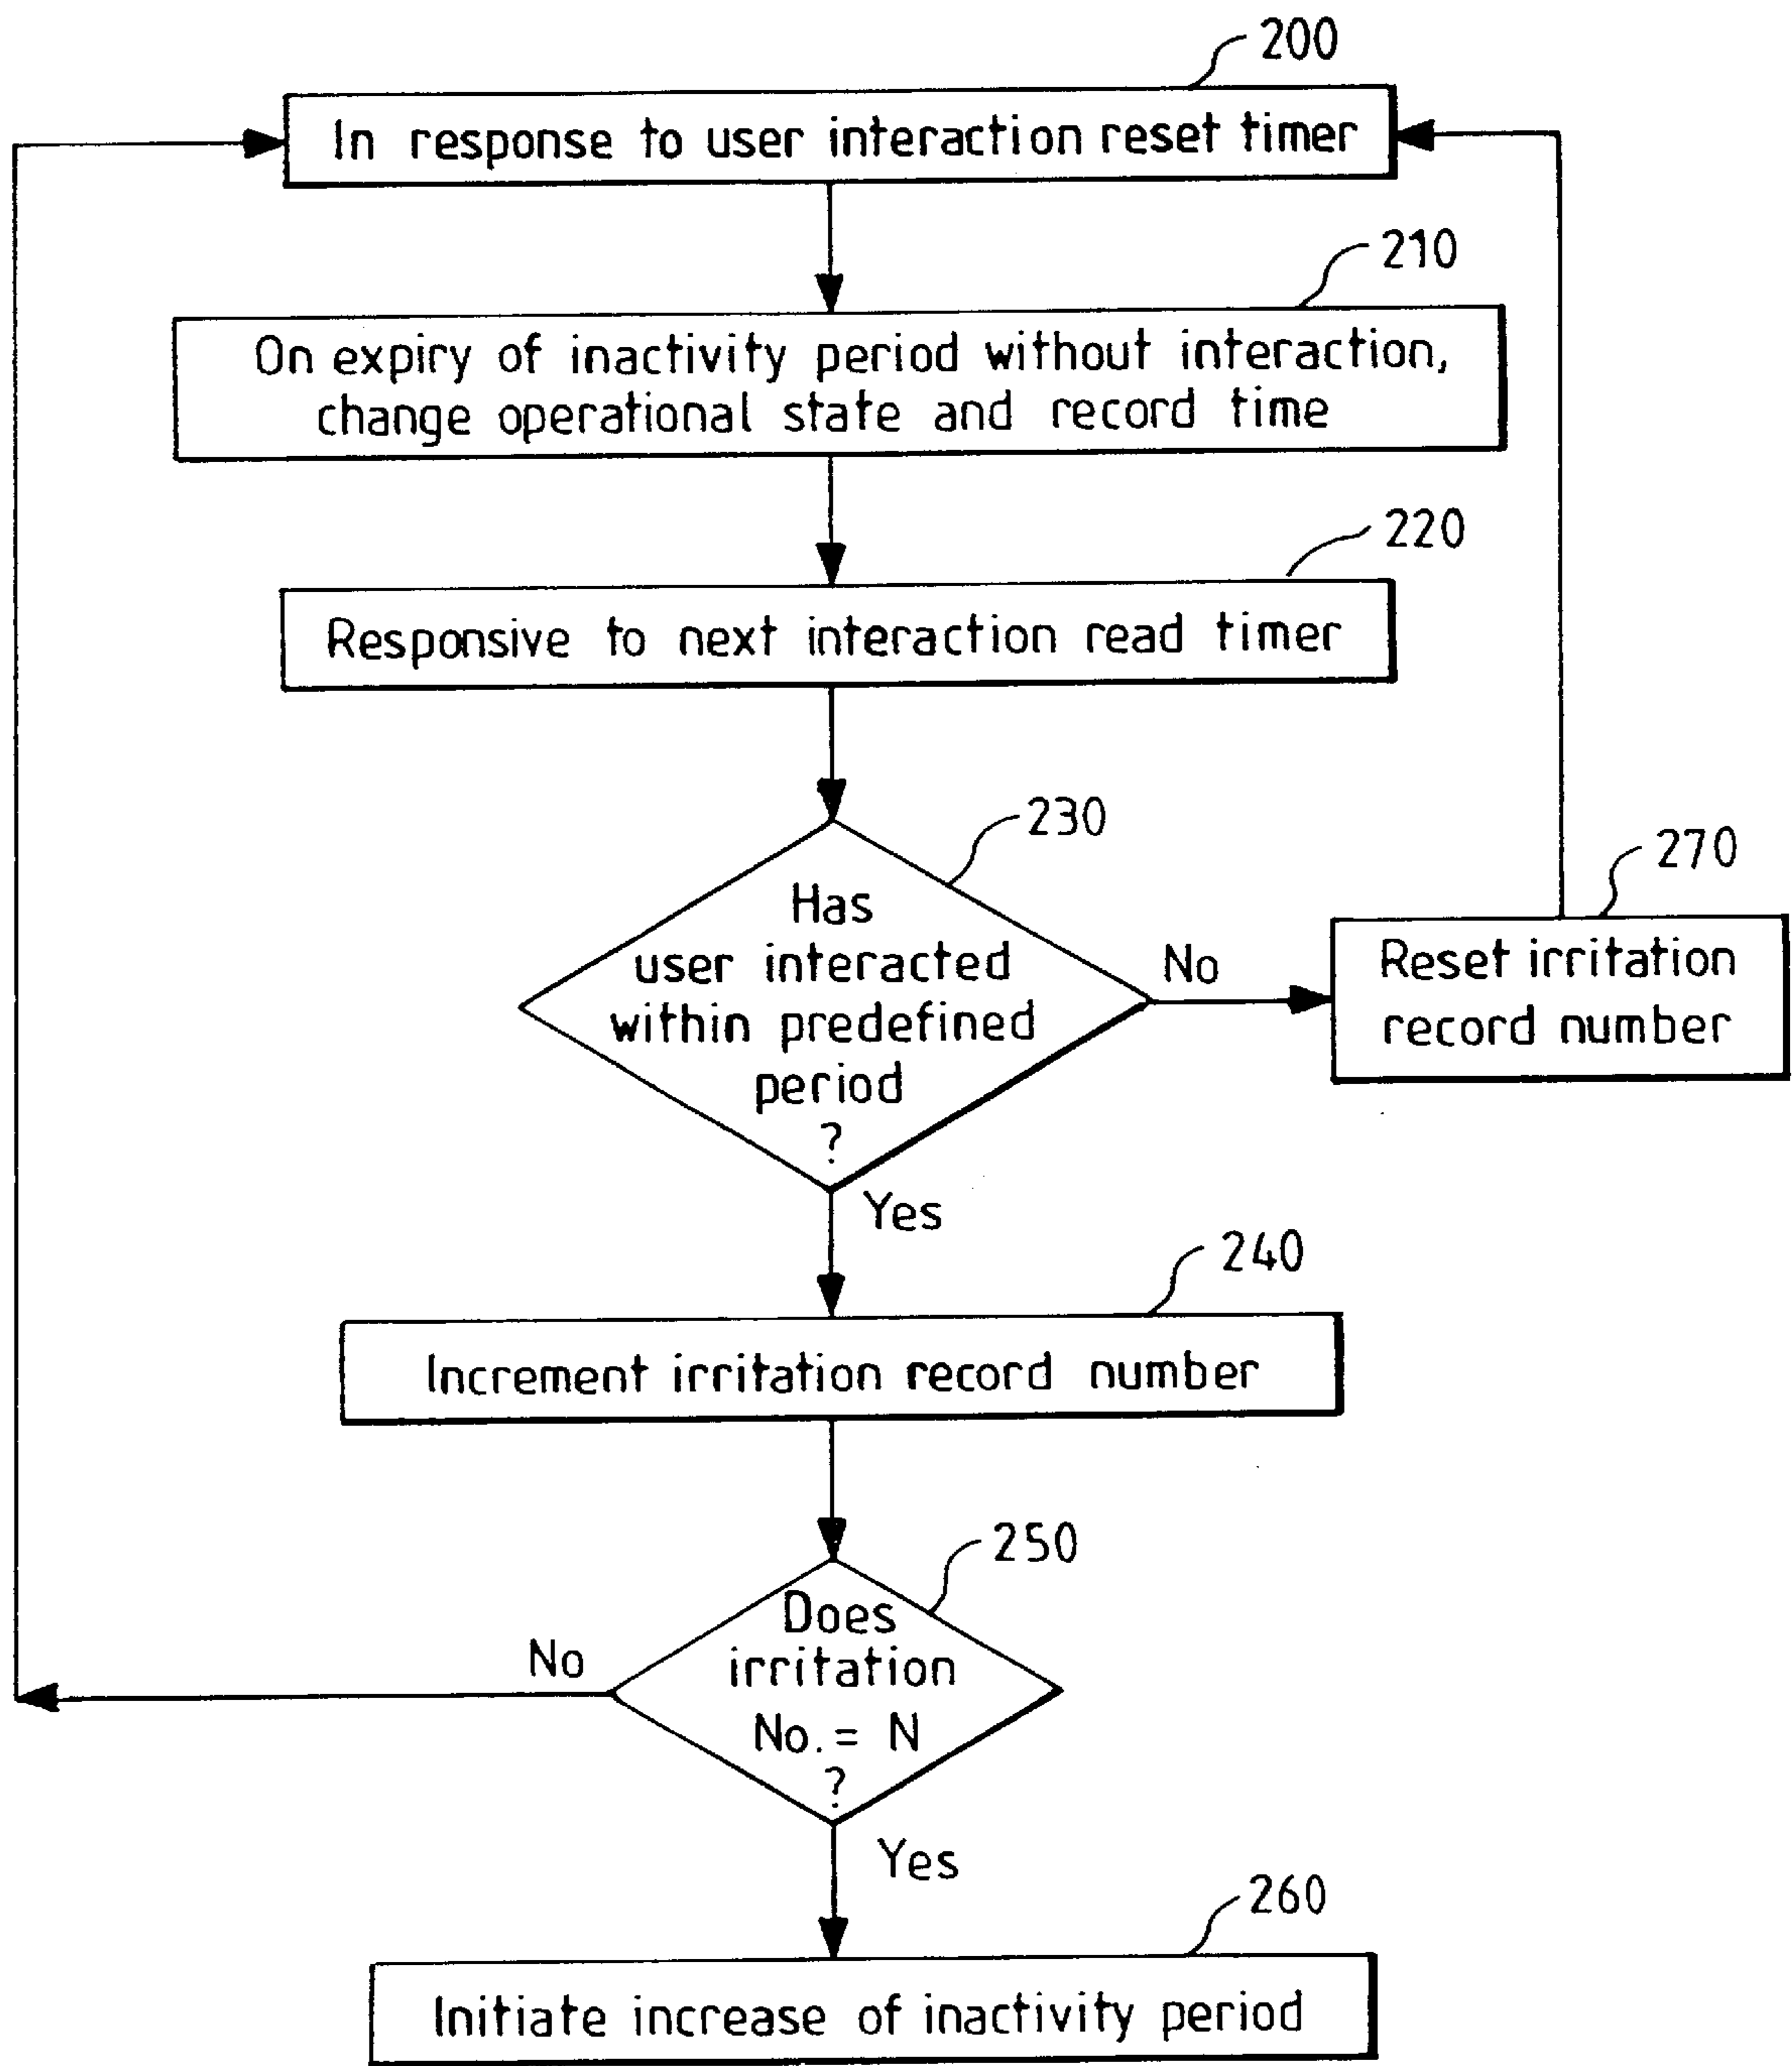 200
In response to user interaction reset timer
210
On expiry of inactivity period without interaction,
change operational state and record time
220
Responsive to next interaction read timer
230
Has
user interacted
within predefined
period
?
No
270
Reset irritation
record number
Yes
240
Increment irritation record number
250
Does
irritation
No. = N
?
No
Yes
260
Initiate increase of inactivity period